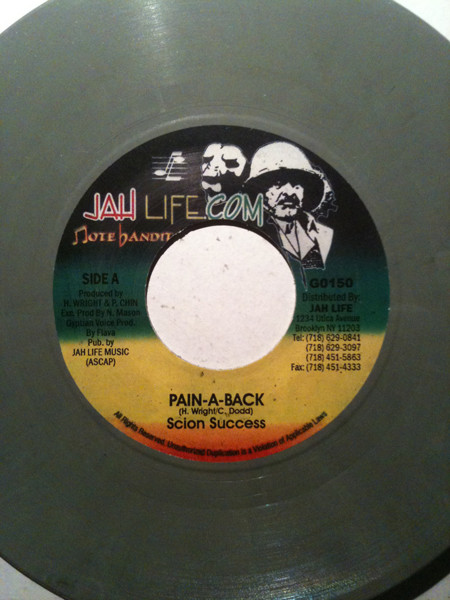 JAH LIFE.COM
NOTE BANDIT
SIDE A
Produced by
H. WRIGHT & P. CHIN
Exe. Prod By N. Mason
By Flava
Pub. by
JAH LIFE MUSIC
(ASCAP)
G0150
Distributed By:
JAH LIFE
1234 Utica Avenue
Brooklyn NY 11203
Tel: (718) 629-0841
(718) 629-3097
(718) 451-5863
Fax: (718) 451-4333
PAIN-A-BACK
(H. Wright/C. Dodd)
Scion Success
All Rights Reserved. Unauthorized Duplication is a Violation of Applicable Laws